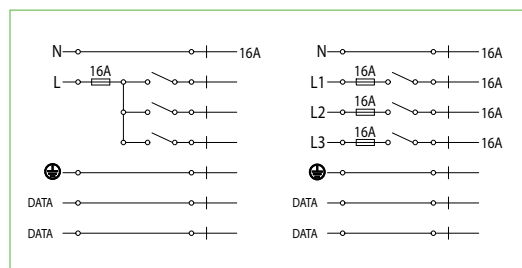 N 16A
L 16A
DATA
DATA
N 16A
L1 16A 16A
L2 16A 16A
L3 16A 16A
DATA
DATA